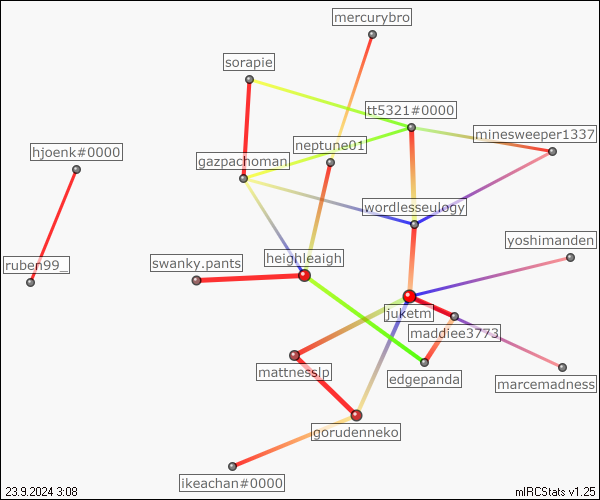 mercurybro
sorapie
tt5321#0000
minesweeper1337
neptune01
hjoenk#0000
gazpachoman
wordlesseulogy
yoshimanden
heighleaigh
swanky.pants
ruben99_
juketm
maddiee3773
mattnesslp
edgepanda
marcemadness
gorudenneko
ikeachan#0000
23.9.2024 3:08
mIRCStats v1.25